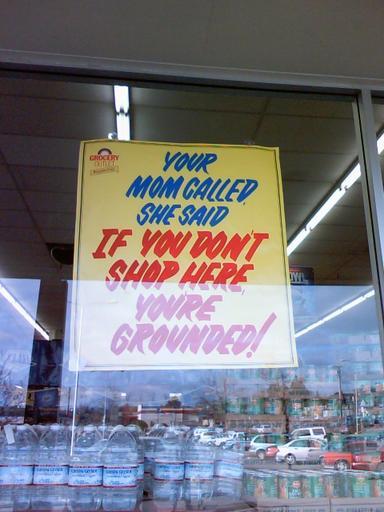 GROCERY
OUTLET
YOUR
MOM CALLED
SHE SAID
IF YOU DON'T
SHOP HERE,
YOU'RE
GROUNDED!